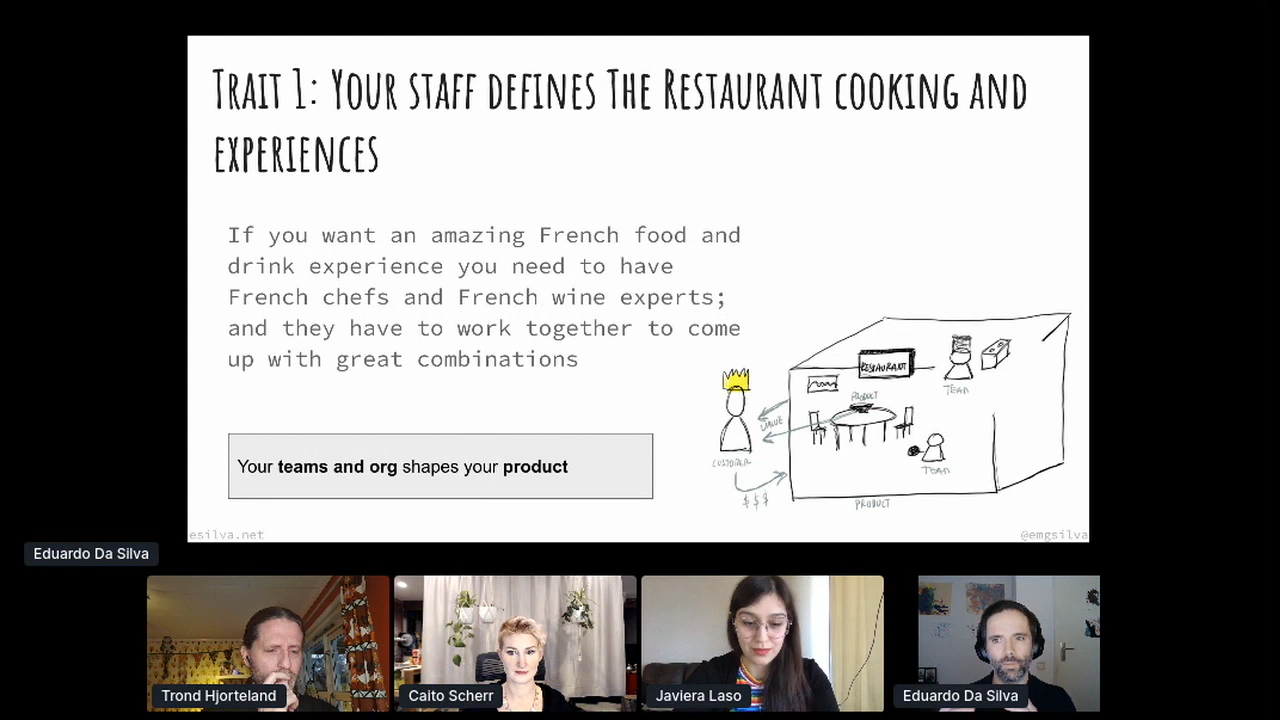 Trait 1: Your staff defines The Restaurant cooking and
experiences
If you want an amazing French food and
drink experience you need to have
French chefs and French wine experts;
and they have to work together to come
up with great combinations
Your teams and org shapes your product
RESTAURANT
TEAM
PRODUCT
VALUE
CUSTOMER
TEAM
$$$
PRODUCT
esilva.net
@emgsilva
Eduardo Da Silva
Trond Hjorteland
Caito Scherr
Javiera Laso
Eduardo Da Silva